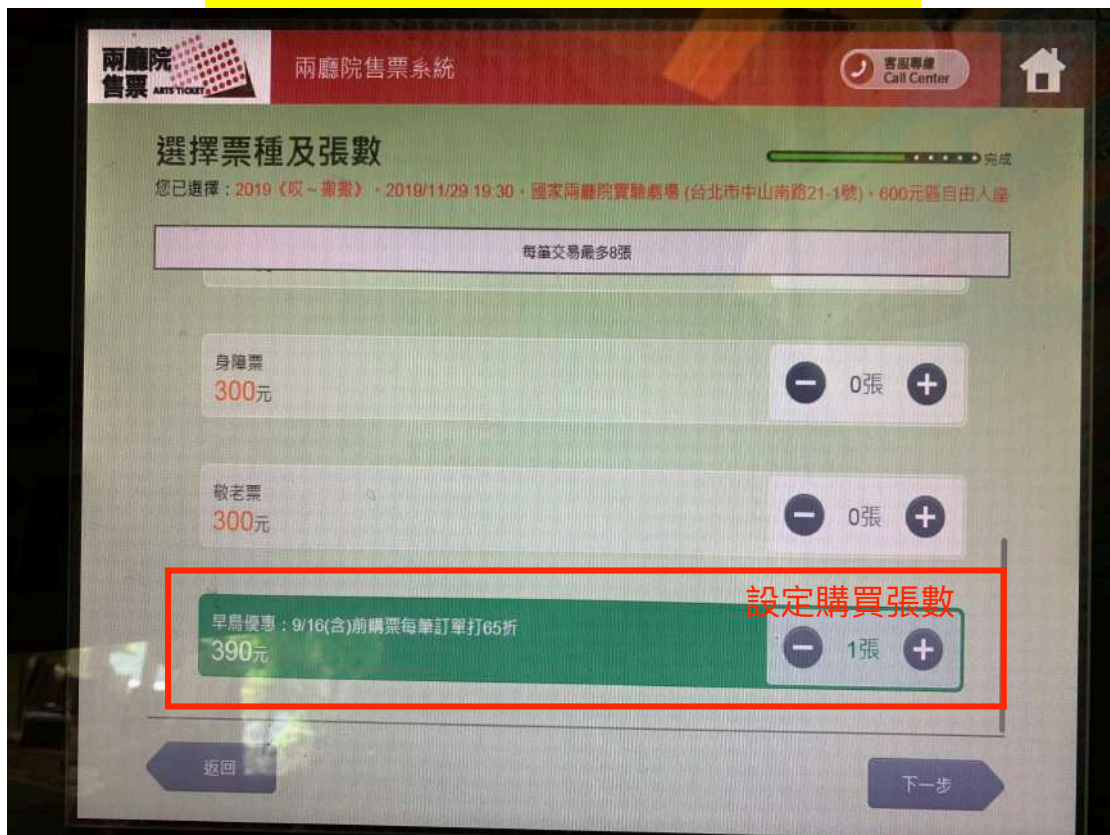 兩廳院
售票 ARTS TICKET
兩廳院售票系統
客服專線
Call Center
選擇票種及張數
完成
您已選擇：2019《哎～撒撒》，2019/11/29 19:30，國家兩廳院實驗劇場 (台北市中山南路21-1號)，600元區自由入座
每筆交易最多8張
身障票
300元
0張
敬老票
300元
0張
設定購買張數
早鳥優惠：9/16(含)前購票每筆訂單打65折
390元
1張
返回
下一步